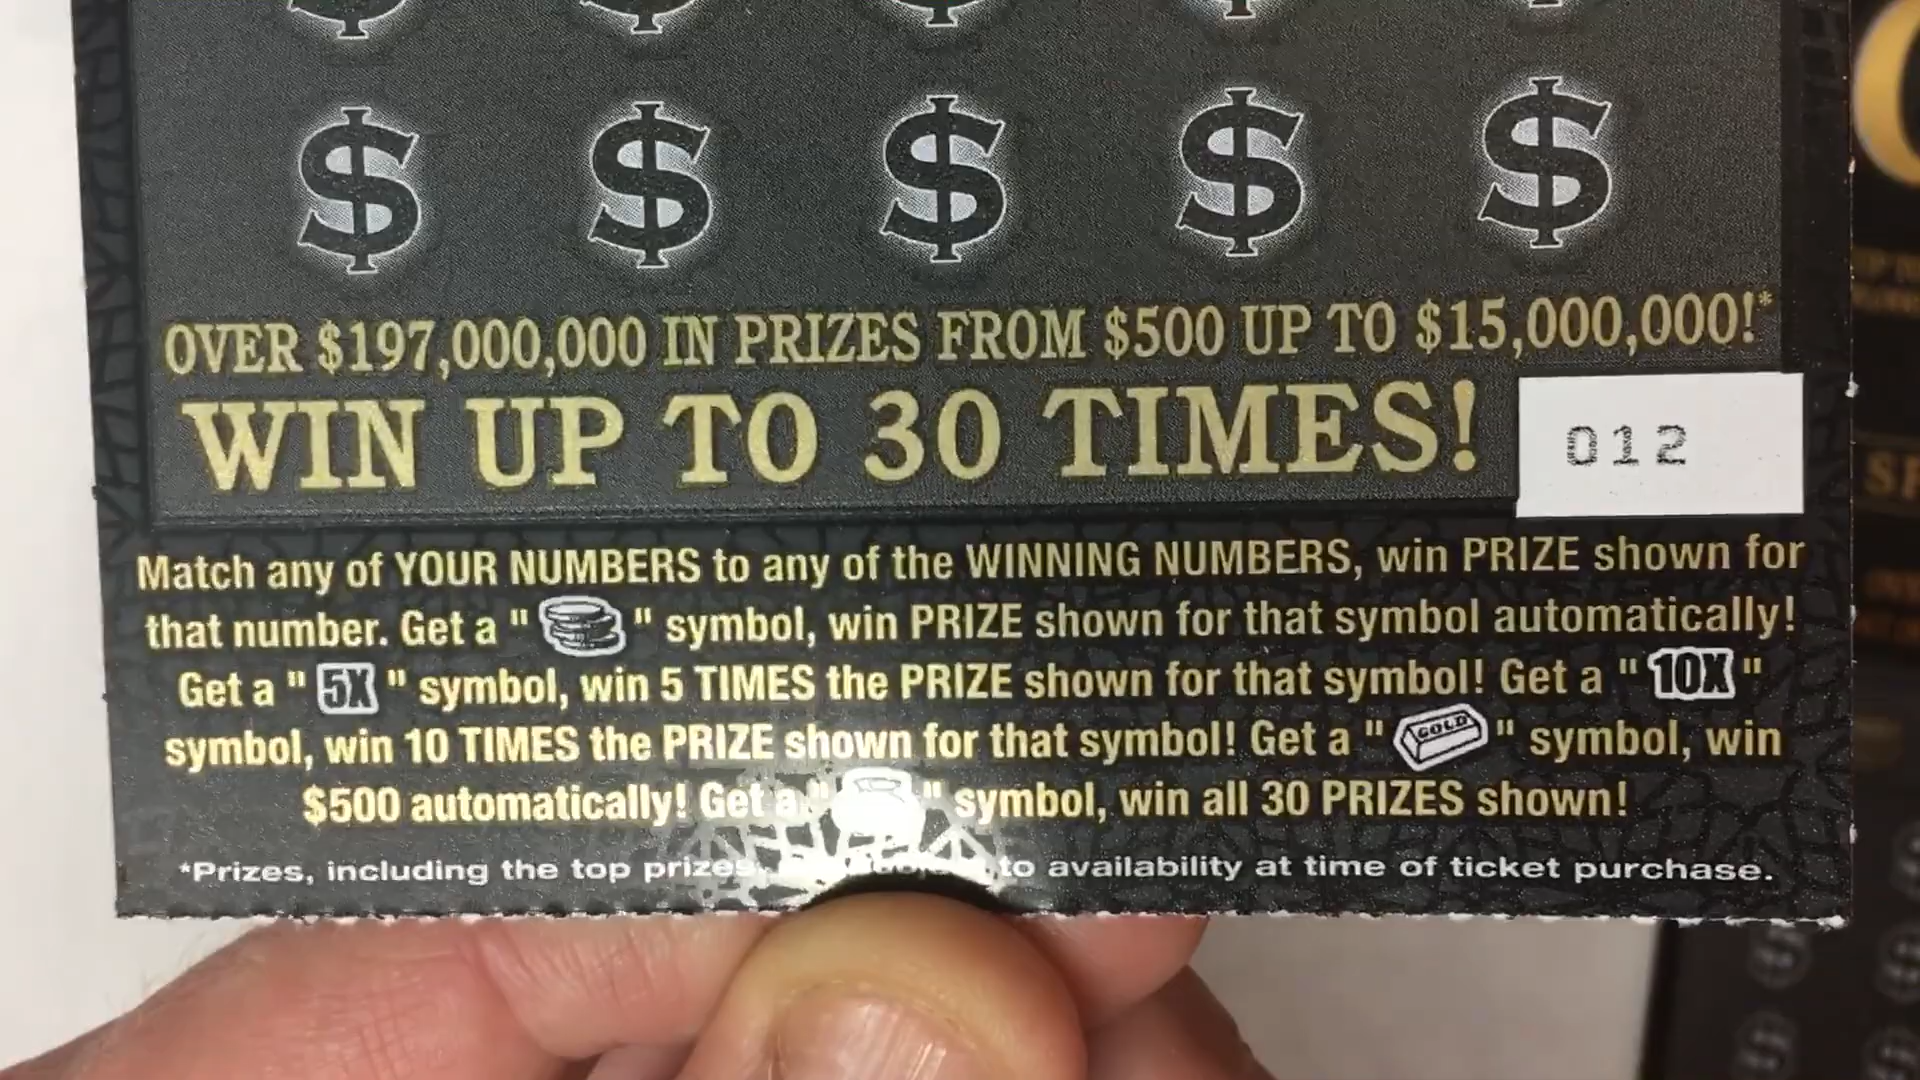 $ $ $ $ $
$ $ $ $ $
OVER $197,000,000 IN PRIZES FROM $500 UP TO $15,000,000!*
WIN UP TO 30 TIMES!
012
Match any of YOUR NUMBERS to any of the WINNING NUMBERS, win PRIZE shown for
that number. Get a " " symbol, win PRIZE shown for that symbol automatically!
Get a "5X" symbol, win 5 TIMES the PRIZE shown for that symbol! Get a "10X"
symbol, win 10 TIMES the PRIZE shown for that symbol! Get a "GOLD" symbol, win
$500 automatically! Get a " " symbol, win all 30 PRIZES shown!
*Prizes, including the top prizes, to availability at time of ticket purchase.